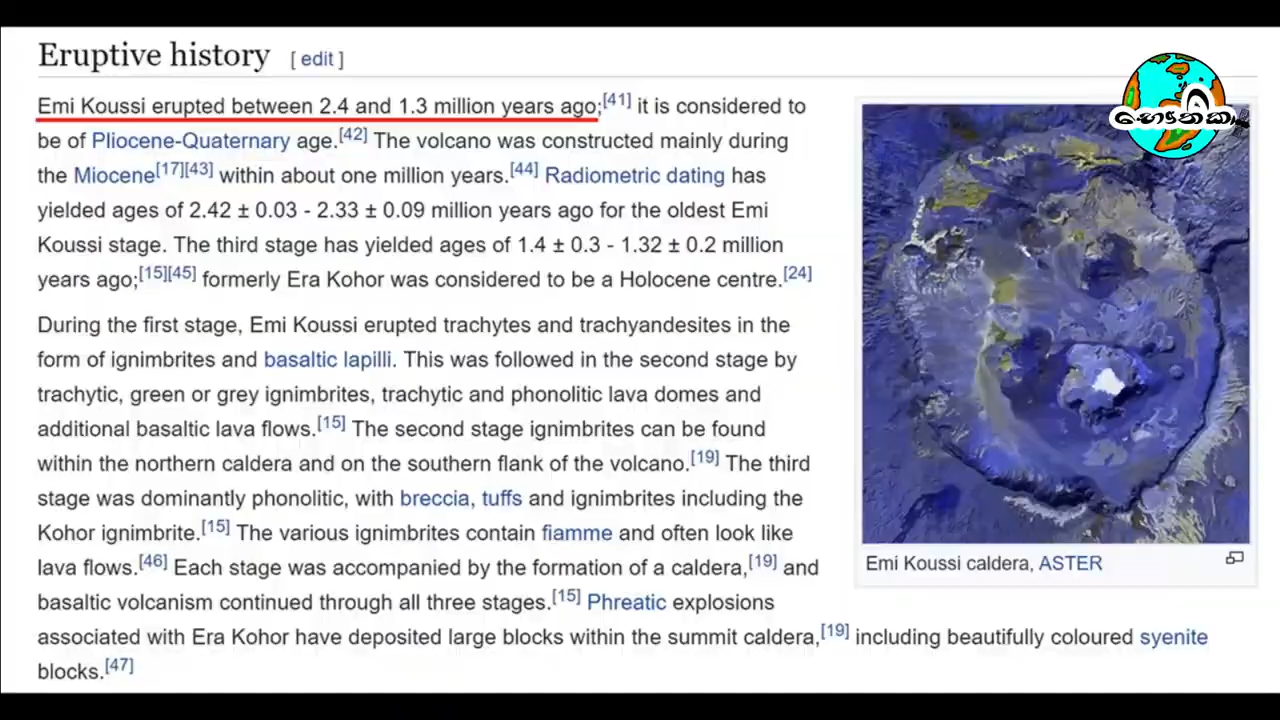 Eruptive history [ edit ]
Emi Koussi erupted between 2.4 and 1.3 million years ago;[41] it is considered to
be of Pliocene-Quaternary age.[42] The volcano was constructed mainly during
the Miocene[17][43] within about one million years.[44] Radiometric dating has
yielded ages of 2.42 ± 0.03 - 2.33 ± 0.09 million years ago for the oldest Emi
Koussi stage. The third stage has yielded ages of 1.4 ± 0.3 - 1.32 ± 0.2 million
years ago;[15][45] formerly Era Kohor was considered to be a Holocene centre.[24]
During the first stage, Emi Koussi erupted trachytes and trachyandesites in the
form of ignimbrites and basaltic lapilli. This was followed in the second stage by
trachytic, green or grey ignimbrites, trachytic and phonolitic lava domes and
additional basaltic lava flows.[15] The second stage ignimbrites can be found
within the northern caldera and on the southern flank of the volcano.[19] The third
stage was dominantly phonolitic, with breccia, tuffs and ignimbrites including the
Kohor ignimbrite.[15] The various ignimbrites contain fiamme and often look like
lava flows.[46] Each stage was accompanied by the formation of a caldera,[19] and
basaltic volcanism continued through all three stages.[15] Phreatic explosions
associated with Era Kohor have deposited large blocks within the summit caldera,[19] including beautifully coloured syenite
blocks.[47]
Emi Koussi caldera, ASTER